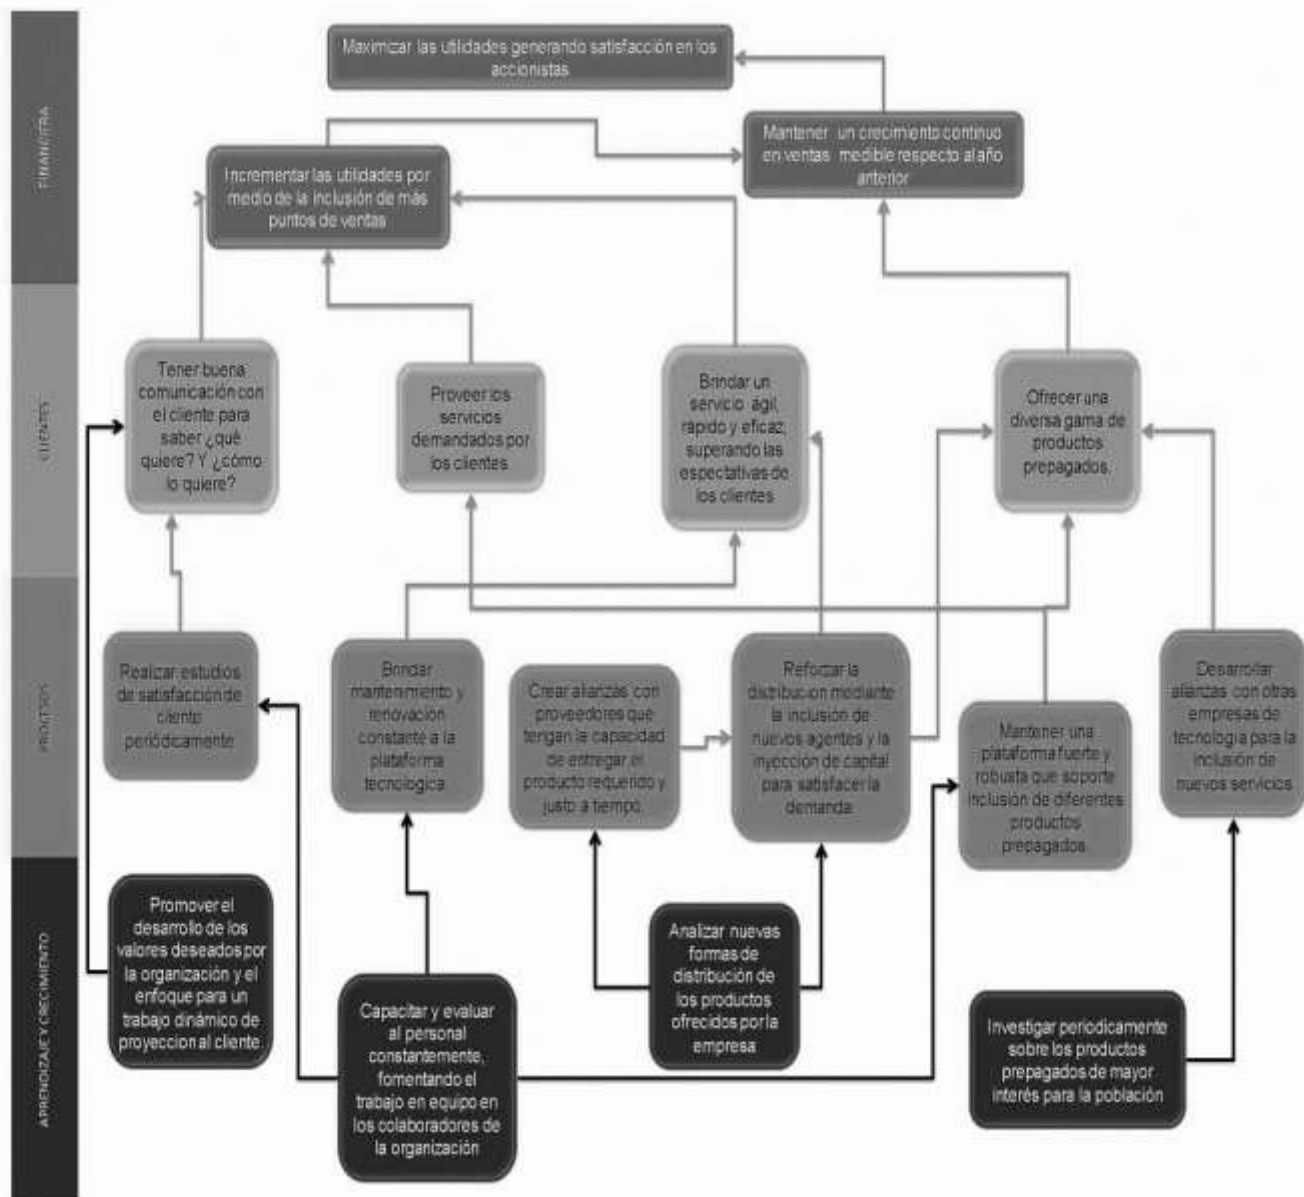 FINANCIERA
Maximizar las utilidades generando satisfacción en los
accionistas
Mantener un crecimiento continuo
en ventas medible respecto al año
anterior
Incrementar las utilidades por
medio de la inclusión de más
puntos de ventas
CLIENTES
Tener buena
comunicación con
el cliente para
saber ¿qué
quiere? Y ¿cómo
lo quiere?
Proveer los
servicios
demandados por
los clientes
Brindar un
servicio ágil,
rápido y eficaz,
superando las
espectativas de
los clientes
Ofrecer una
diversa gama de
productos
prepagados.
PROCESOS
Realizar estudios
de satisfacción de
cliente
periódicamente
Brindar
mantenimiento y
renovación
constante a la
plataforma
tecnológica
Crear alianzas con
proveedores que
tengan la capacidad
de entregar el
producto requerido y
justo a tiempo
Reforzar la
distribución mediante
la inclusión de
nuevos agentes y la
inyección de capital
para satisfacer la
demanda.
Mantener una
plataforma fuerte y
robusta que soporte
inclusión de diferentes
productos
prepagados.
Desarrollar
alianzas con otras
empresas de
tecnología para la
inclusión de
nuevos servicios
APRENDIZAJE Y CRECIMIENTO
Promover el
desarrollo de los
valores deseados por
la organización y el
enfoque para un
trabajo dinámico de
proyeccion al cliente
Capacitar y evaluar
al personal
constantemente,
fomentando el
trabajo en equipo en
los colaboradores de
la organización
Analizar nuevas
formas de
distribución de
los productos
ofrecidos por la
empresa
Investigar periódicamente
sobre los productos
prepagados de mayor
interés para la población